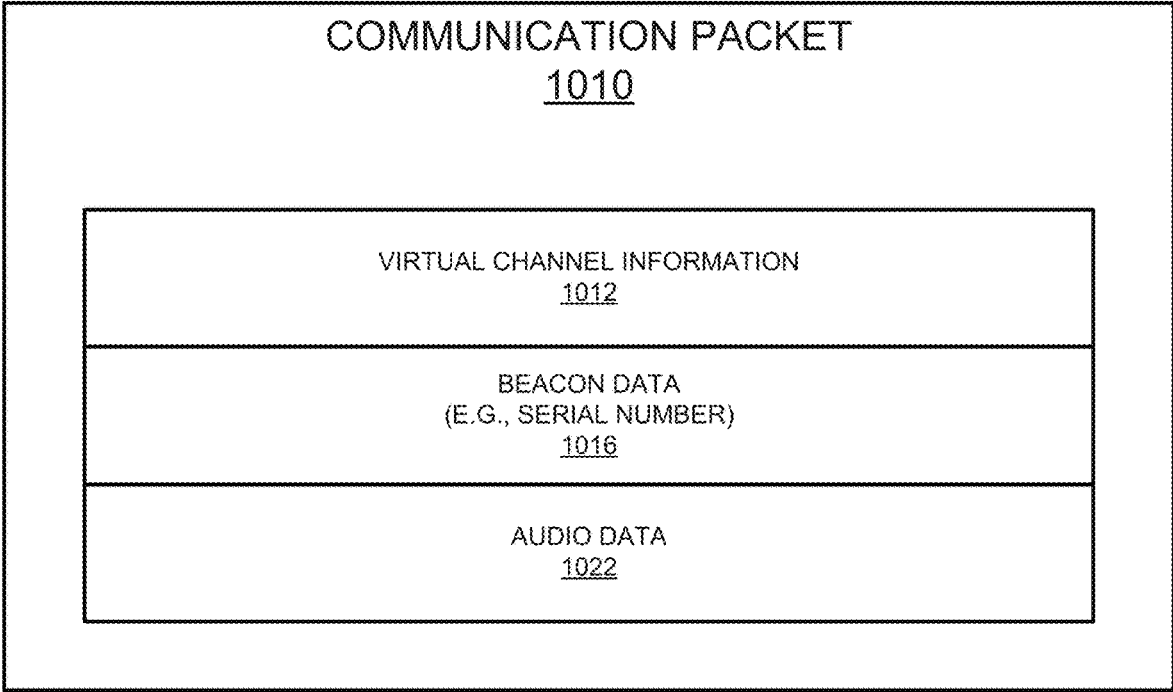 COMMUNICATION PACKET
1010
VIRTUAL CHANNEL INFORMATION
1012
BEACON DATA
(E.G., SERIAL NUMBER)
1016
AUDIO DATA
1022